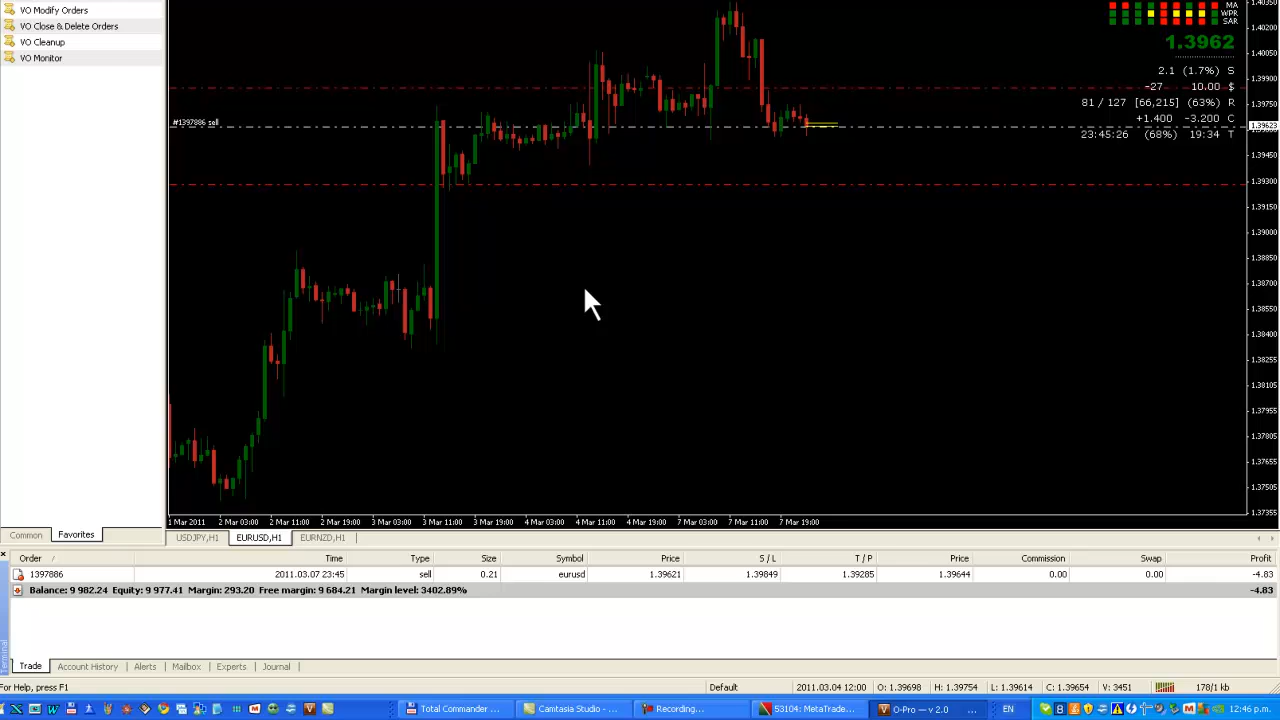 VO Modify Orders
VO Close & Delete Orders
VO Cleanup
VO Monitor
Common Favorites
1.40350
1.40200
1.40050
1.39900
1.39750
1.39623
1.39450
1.39300
1.39150
1.39000
1.38850
1.38700
1.38550
1.38400
1.38255
1.38105
1.37955
1.37805
1.37655
1.37505
1.37355
MA
WPR
SAR
1.3962
2.1 (1.7%) S
-27 10.00 $
81 / 127 [66,215] (63%) R
+1.400 -3.200 C
23:45:26 (68%) 19:34 T
#1397886 sell
1 Mar 2011 2 Mar 03:00 2 Mar 11:00 2 Mar 19:00 3 Mar 03:00 3 Mar 11:00 3 Mar 19:00 4 Mar 03:00 4 Mar 11:00 4 Mar 19:00 7 Mar 03:00 7 Mar 11:00 7 Mar 19:00
USDJPY,H1 EURUSD,H1 EURNZD,H1
Order / Time Type Size Symbol Price S / L T / P Price Commission Swap Profit
1397886 2011.03.07 23:45 sell 0.21 eurusd 1.39621 1.39849 1.39285 1.39644 0.00 0.00 -4.83
Balance: 9 982.24 Equity: 9 977.41 Margin: 293.20 Free margin: 9 684.21 Margin level: 3402.89% -4.83
Terminal
Trade Account History Alerts Mailbox Experts Journal
For Help, press F1 Default 2011.03.04 12:00 O: 1.39698 H: 1.39754 L: 1.39614 C: 1.39654 V: 3451 178/1 kb
Total Commander ... Camtasia Studio - ... Recording... 53104: MetaTrade... O-Pro — v 2.0 ... EN 12:46 p.m.